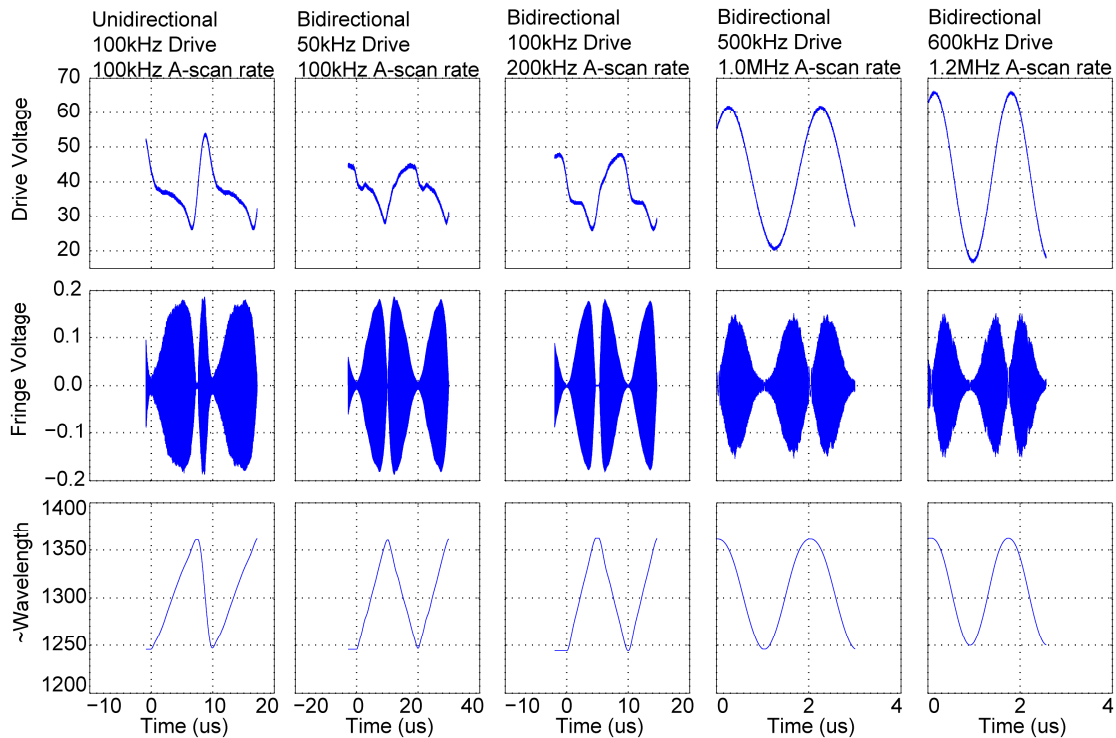 Unidirectional
100kHz Drive
100kHz A-scan rate
Bidirectional
50kHz Drive
100kHz A-scan rate
Bidirectional
100kHz Drive
200kHz A-scan rate
Bidirectional
500kHz Drive
1.0MHz A-scan rate
Bidirectional
600kHz Drive
1.2MHz A-scan rate
Drive Voltage
70
60
50
40
30
20
Fringe Voltage
0.2
0.1
0.0
−0.1
−0.2
~Wavelength
1400
1350
1300
1250
1200
−10 0 10 20
Time (us)
−20 0 20 40
Time (us)
−10 0 10 20
Time (us)
0 2 4
Time (us)
0 2 4
Time (us)